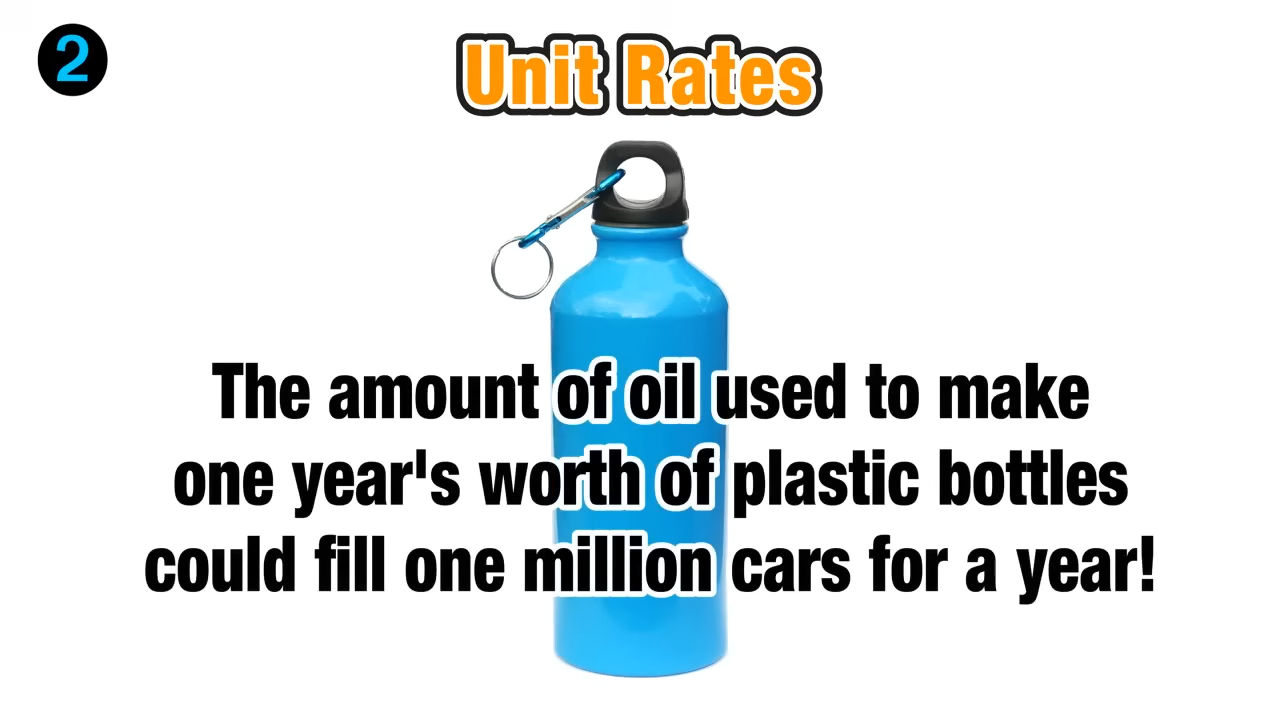 2
Unit Rates
The amount of oil used to make
one year's worth of plastic bottles
could fill one million cars for a year!